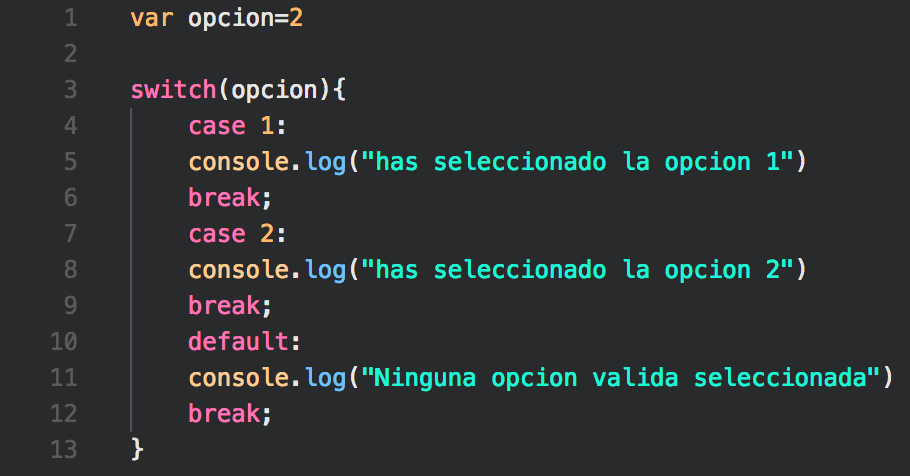 1 var opcion=2
2
3 switch(opcion){
4 case 1:
5 console.log("has seleccionado la opcion 1")
6 break;
7 case 2:
8 console.log("has seleccionado la opcion 2")
9 break;
10 default:
11 console.log("Ninguna opcion valida seleccionada")
12 break;
13 }